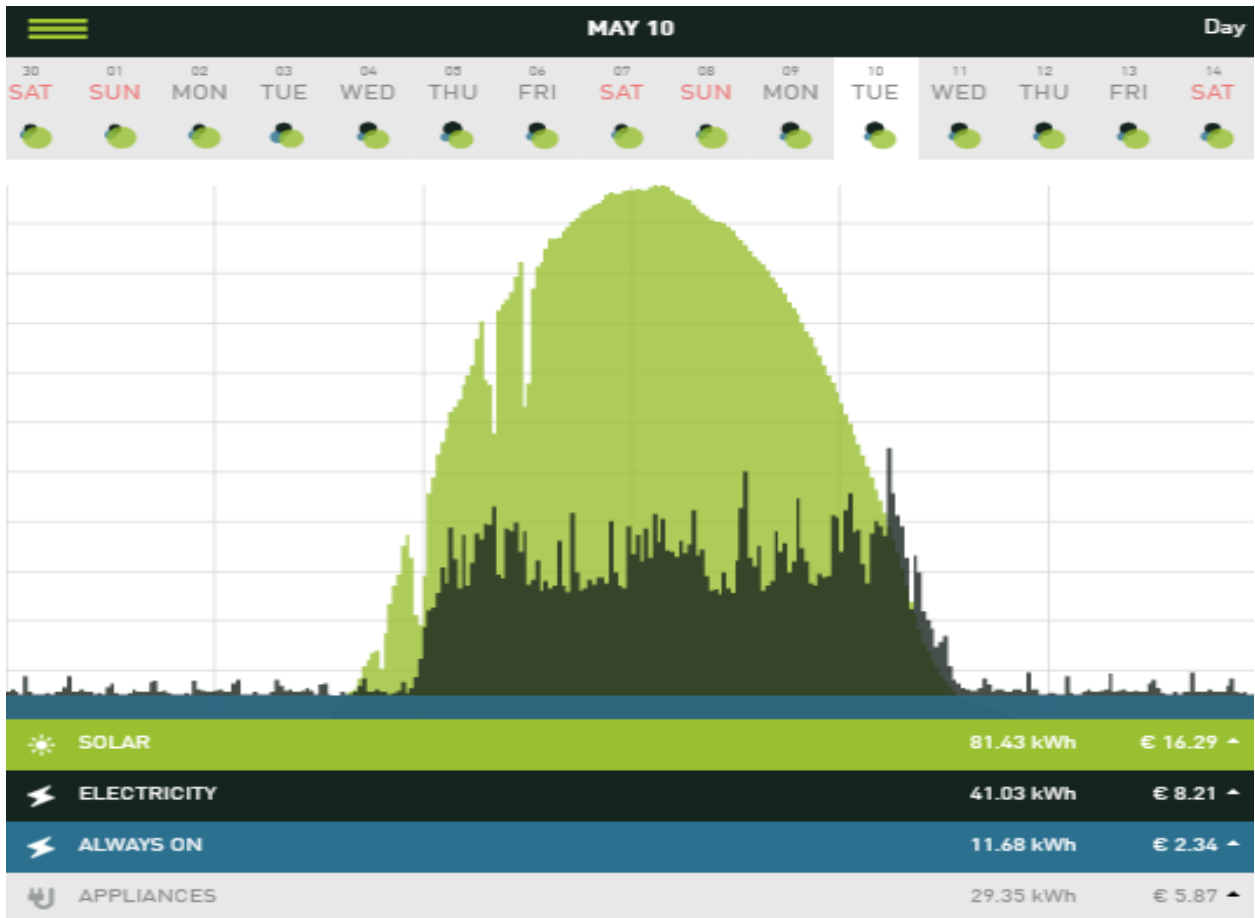 MAY 10 Day
30 01 02 03 04 05 06 07 08 09 10 11 12 13 14
SAT SUN MON TUE WED THU FRI SAT SUN MON TUE WED THU FRI SAT
SOLAR 81.43 kWh € 16.29
ELECTRICITY 41.03 kWh € 8.21
ALWAYS ON 11.68 kWh € 2.34
APPLIANCES 29.35 kWh € 5.87